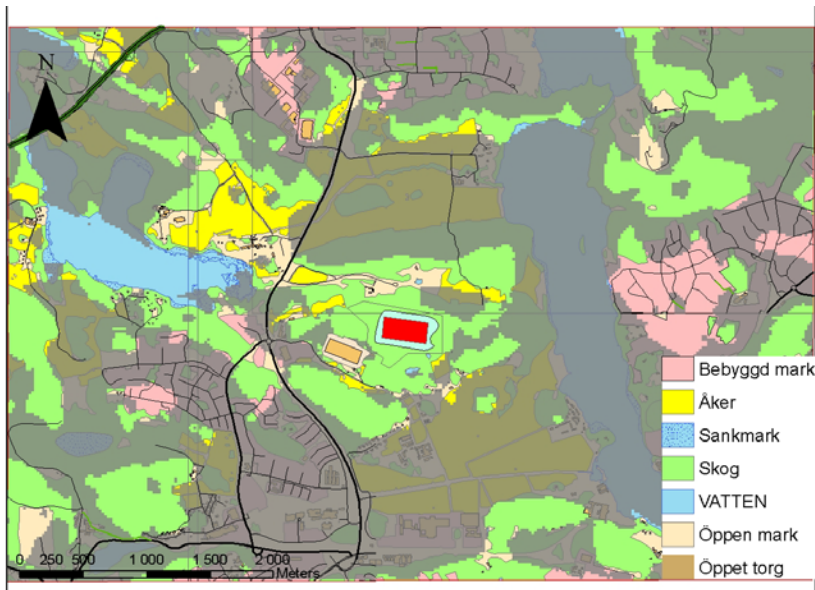 N
Bebyggd mark
Åker
Sankmark
Skog
VATTEN
Öppen mark
Öppet torg
0 250 500 1 000 1 500 2 000
Meters